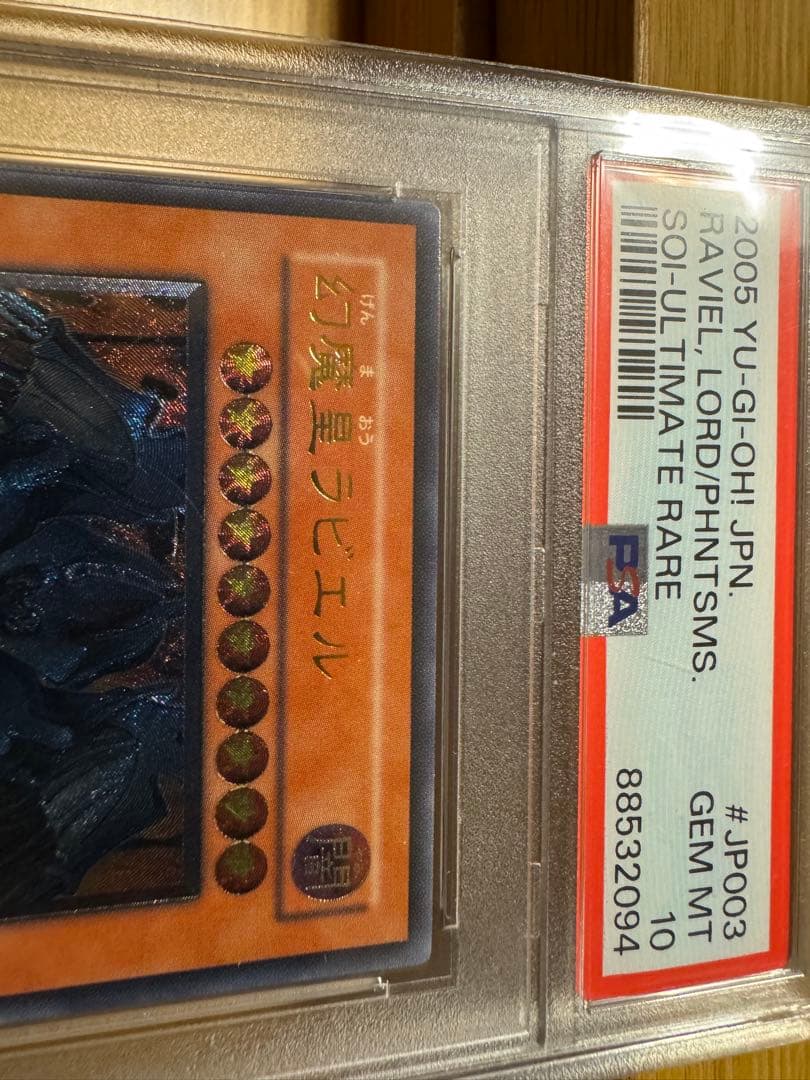 2005 YU-GI-OH! JPN. #JP003
RAVIEL, LORD/PHNTSMS. GEM MT
SOI-ULTIMATE RARE 10
PSA 88532094
げんまおう
幻魔皇ラビエル 闇